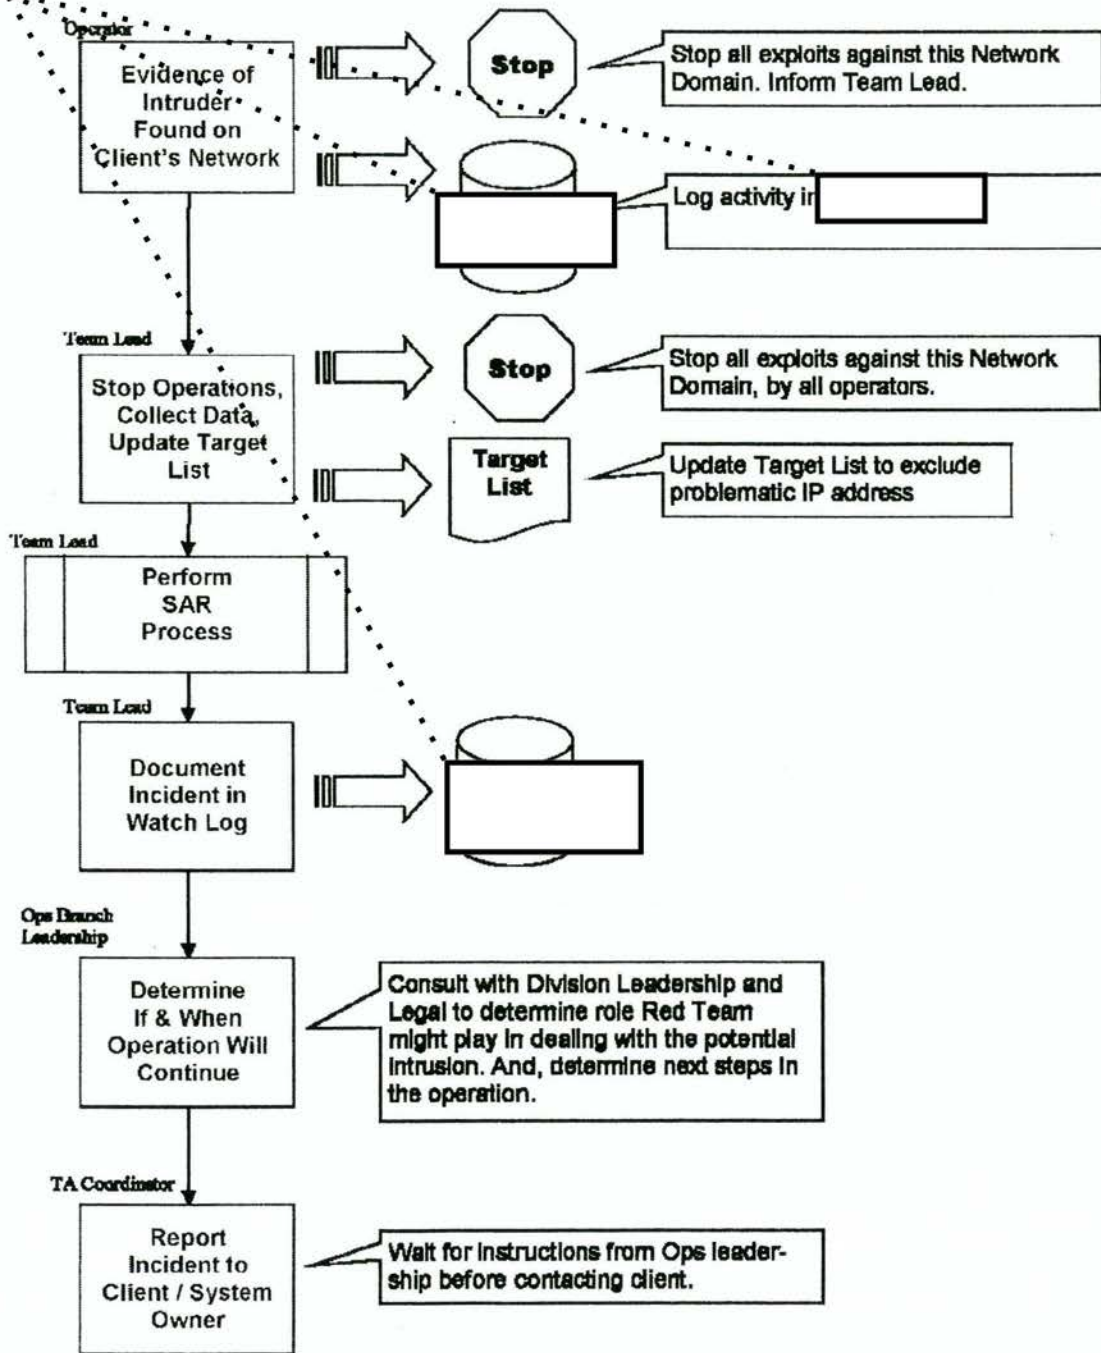 Operator
Evidence of
Intruder
Found on
Client's Network
Stop
Stop all exploits against this Network
Domain. Inform Team Lead.
Log activity in
Team Lead
Stop Operations,
Collect Data,
Update Target
List
Stop
Stop all exploits against this Network
Domain, by all operators.
Target
List
Update Target List to exclude
problematic IP address
Team Lead
Perform
SAR
Process
Team Lead
Document
Incident in
Watch Log
Ops Branch
Leadership
Determine
If & When
Operation Will
Continue
Consult with Division Leadership and
Legal to determine role Red Team
might play in dealing with the potential
intrusion. And, determine next steps in
the operation.
TA Coordinator
Report
Incident to
Client / System
Owner
Wait for instructions from Ops leader-
ship before contacting client.